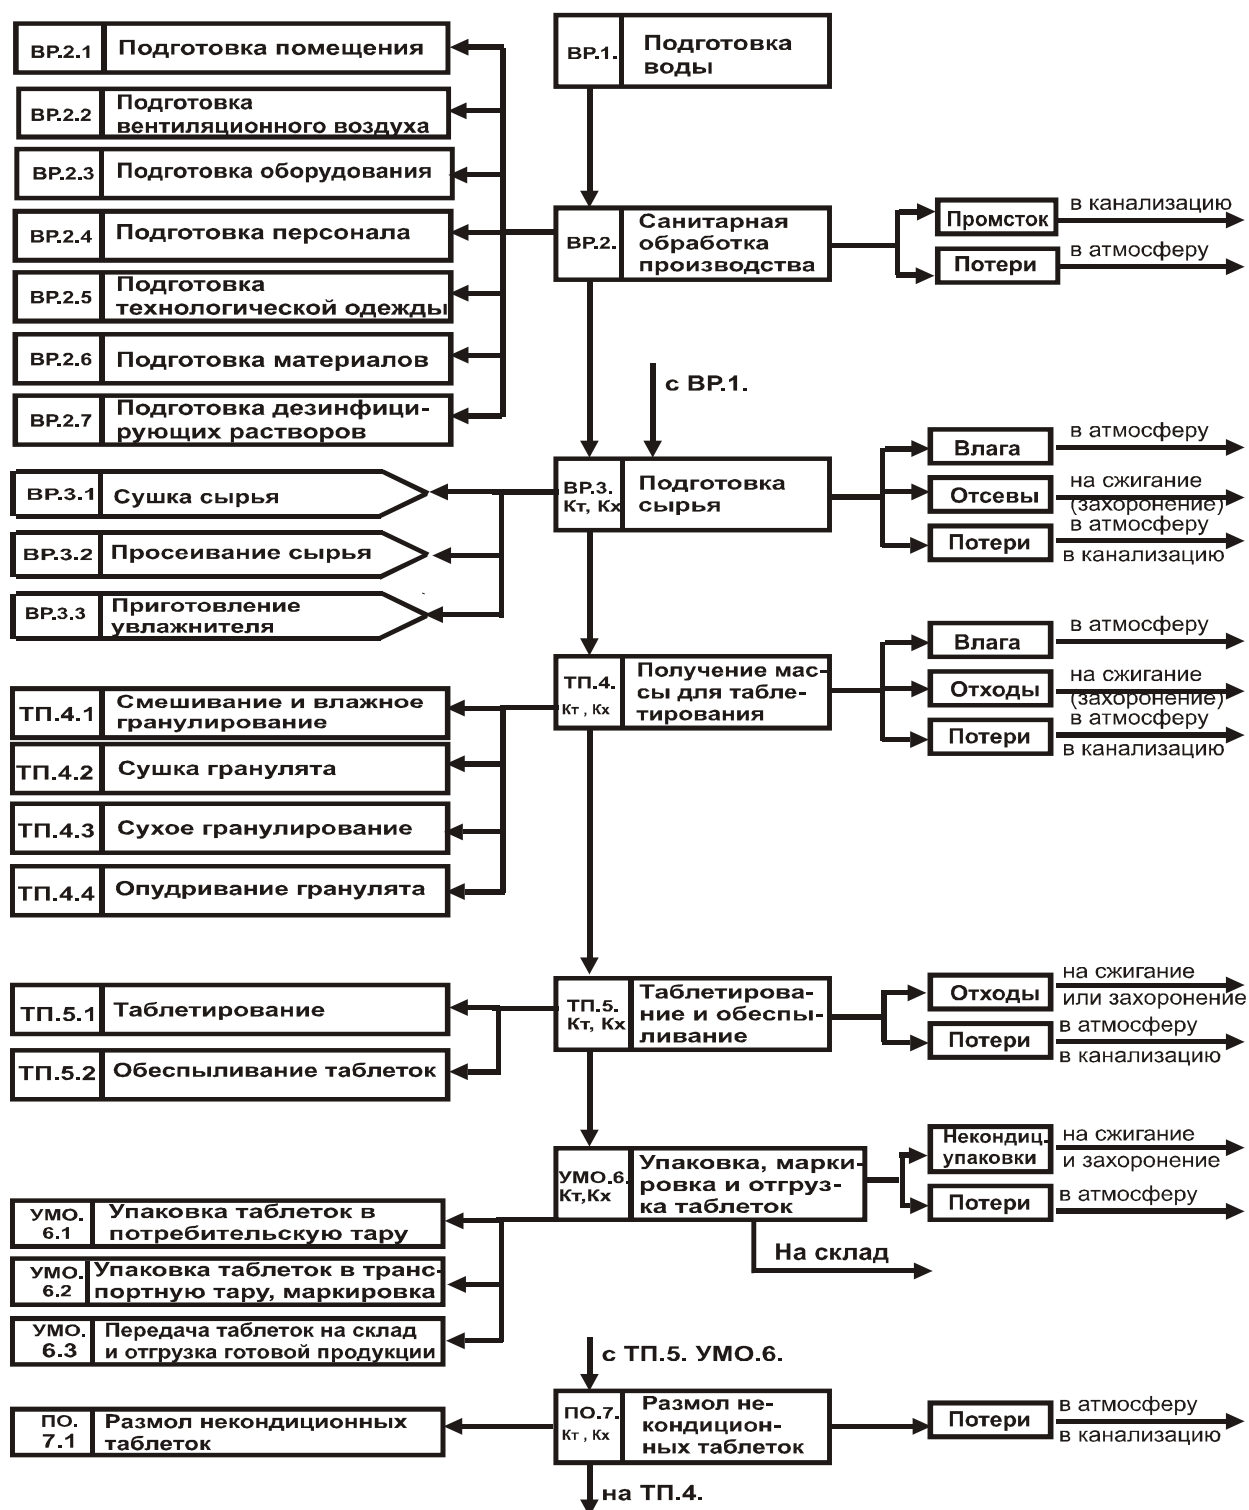 ВР.2.1
Подготовка помещения
ВР.1.
Подготовка
воды
ВР.2.2
Подготовка
вентиляционного воздуха
ВР.2.3
Подготовка оборудования
ВР.2.4
Подготовка персонала
ВР.2.
Санитарная
обработка
производства
Промсток
в канализацию
Потери
в атмосферу
ВР.2.5
Подготовка
технологической одежды
ВР.2.6
Подготовка материалов
ВР.2.7
Подготовка дезинфици-
рующих растворов
с ВР.1.
ВР.3.
Кт, Кх
Подготовка
сырья
Влага
в атмосферу
Отсевы
на сжигание
(захоронение)
Потери
в атмосферу
в канализацию
ВР.3.1
Сушка сырья
ВР.3.2
Просеивание сырья
ВР.3.3
Приготовление
увлажнителя
ТП.4.
Кт , Кх
Получение мас-
сы для табле-
тирования
Влага
в атмосферу
Отходы
на сжигание
(захоронение)
Потери
в атмосферу
в канализацию
ТП.4.1
Смешивание и влажное
гранулирование
ТП.4.2
Сушка гранулята
ТП.4.3
Сухое гранулирование
ТП.4.4
Опудривание гранулята
ТП.5.
Кт, Кх
Таблетирова-
ние и обеспы-
ливание
Отходы
на сжигание
или захоронение
Потери
в атмосферу
в канализацию
ТП.5.1
Таблетирование
ТП.5.2
Обеспыливание таблеток
УМО.6.
Кт,Кх
Упаковка, марки-
ровка и отгруз-
ка таблеток
Некондиц.
упаковки
на сжигание
и захоронение
Потери
в атмосферу
На склад
УМО.
6.1
Упаковка таблеток в
потребительскую тару
УМО.
6.2
Упаковка таблеток в транс-
портную тару, маркировка
УМО.
6.3
Передача таблеток на склад
и отгрузка готовой продукции
с ТП.5. УМО.6.
ПО.7.
Кт , Кх
Размол не-
кондицион-
ных таблеток
Потери
в атмосферу
в канализацию
ПО.
7.1
Размол некондиционных
таблеток
на ТП.4.